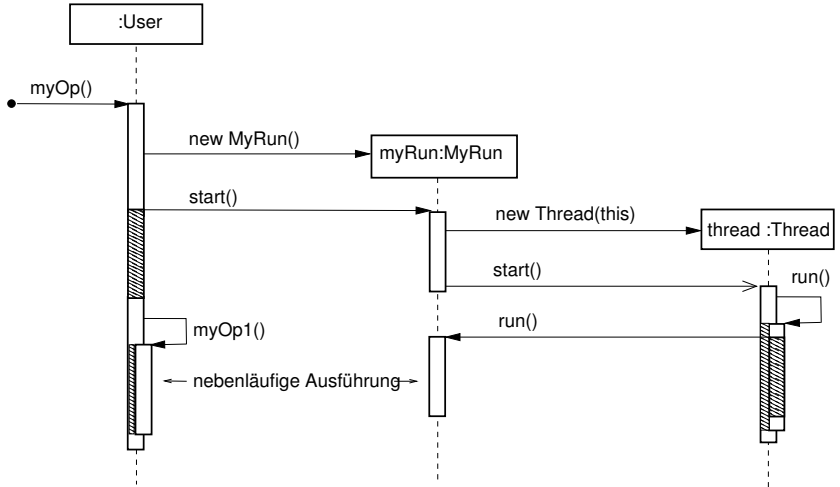 :User
myOp()
new MyRun()
myRun:MyRun
start()
new Thread(this)
thread :Thread
start()
run()
myOp1()
run()
nebenläufige Ausführung